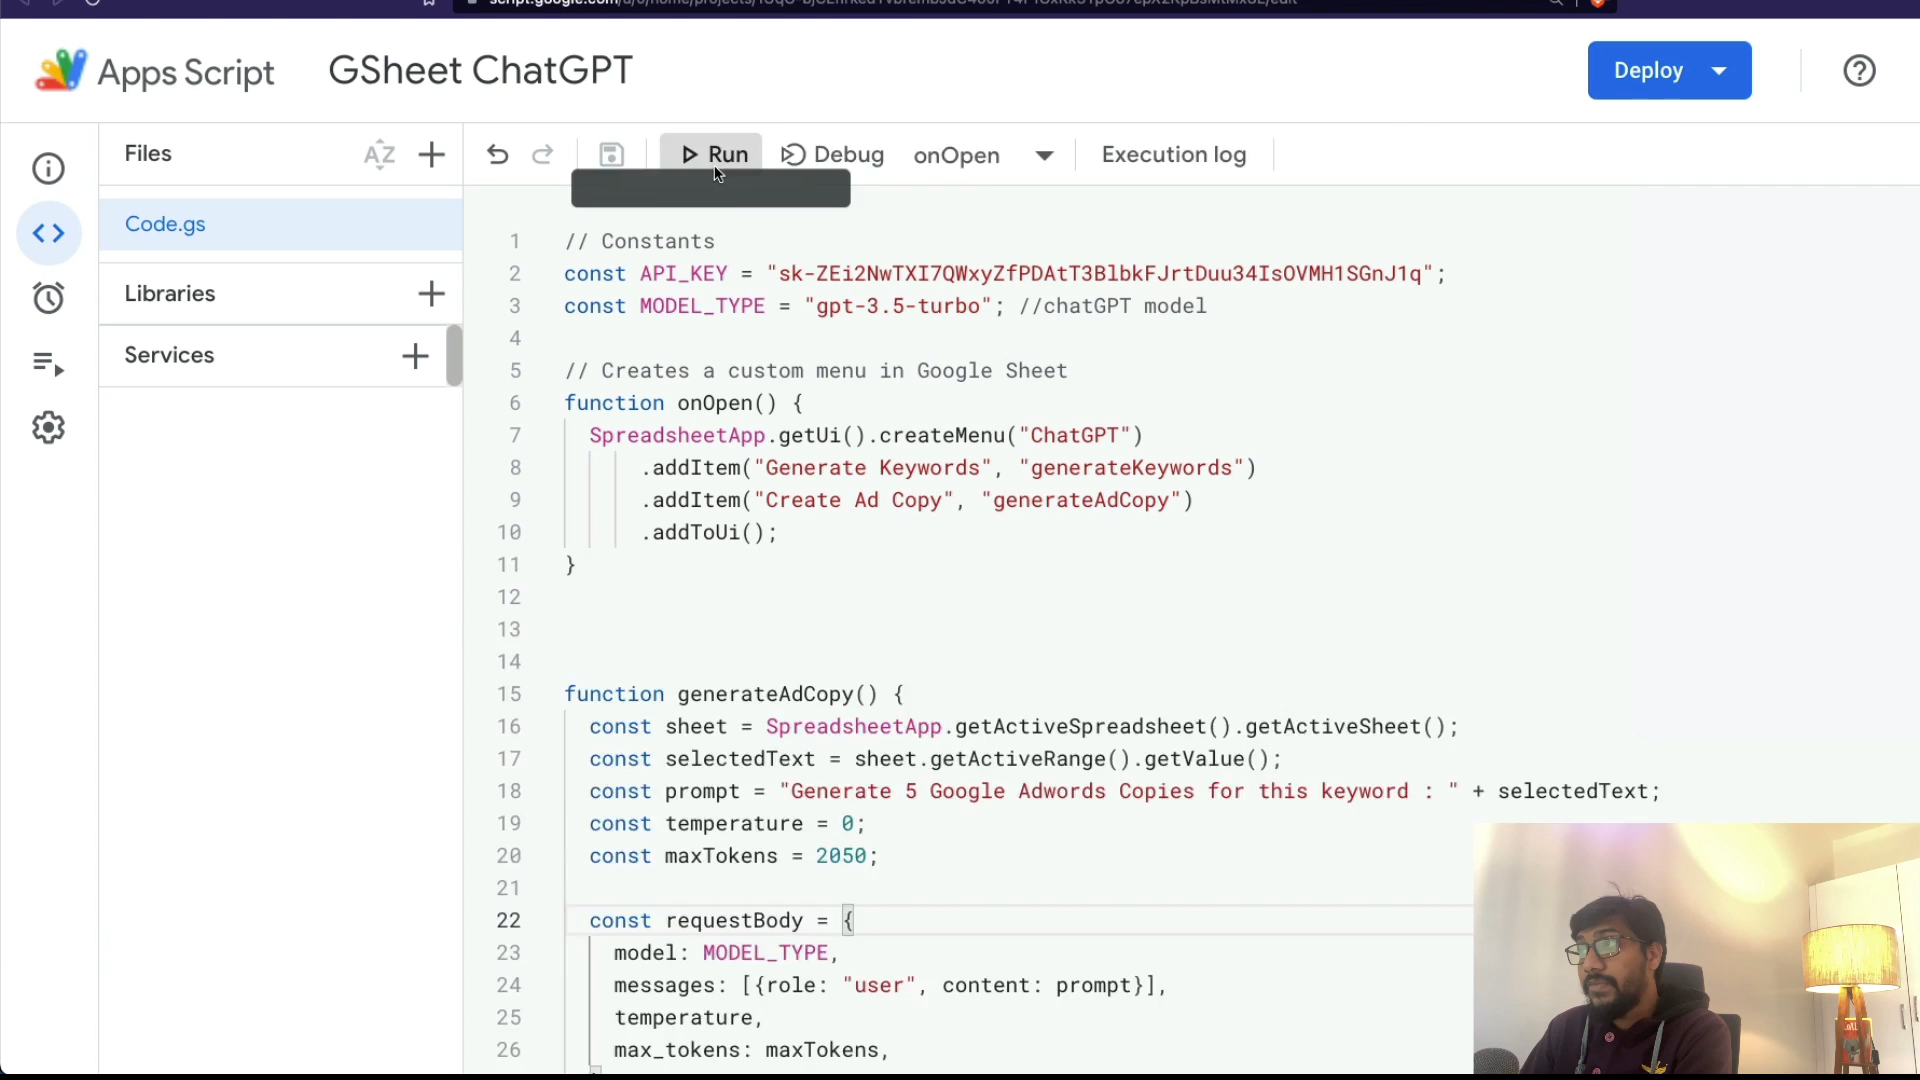 script.google.com
Apps Script
GSheet ChatGPT
Deploy
Files
AZ
Run
Debug
onOpen
Execution log
Code.gs
Libraries
Services
1 // Constants
2 const API_KEY = "";
3 const MODEL_TYPE = "gpt-3.5-turbo"; //chatGPT model
4
5 // Creates a custom menu in Google Sheet
6 function onOpen() {
7 SpreadsheetApp.getUi().createMenu("ChatGPT")
8 .addItem("Generate Keywords", "generateKeywords")
9 .addItem("Create Ad Copy", "generateAdCopy")
10 .addToUi();
11 }
12
13
14
15 function generateAdCopy() {
16 const sheet = SpreadsheetApp.getActiveSpreadsheet().getActiveSheet();
17 const selectedText = sheet.getActiveRange().getValue();
18 const prompt = "Generate 5 Google Adwords Copies for this keyword : " + selectedText;
19 const temperature = 0;
20 const maxTokens = 2050;
21
22 const requestBody = {
23 model: MODEL_TYPE,
24 messages: [{role: "user", content: prompt}],
25 temperature,
26 max_tokens: maxTokens,